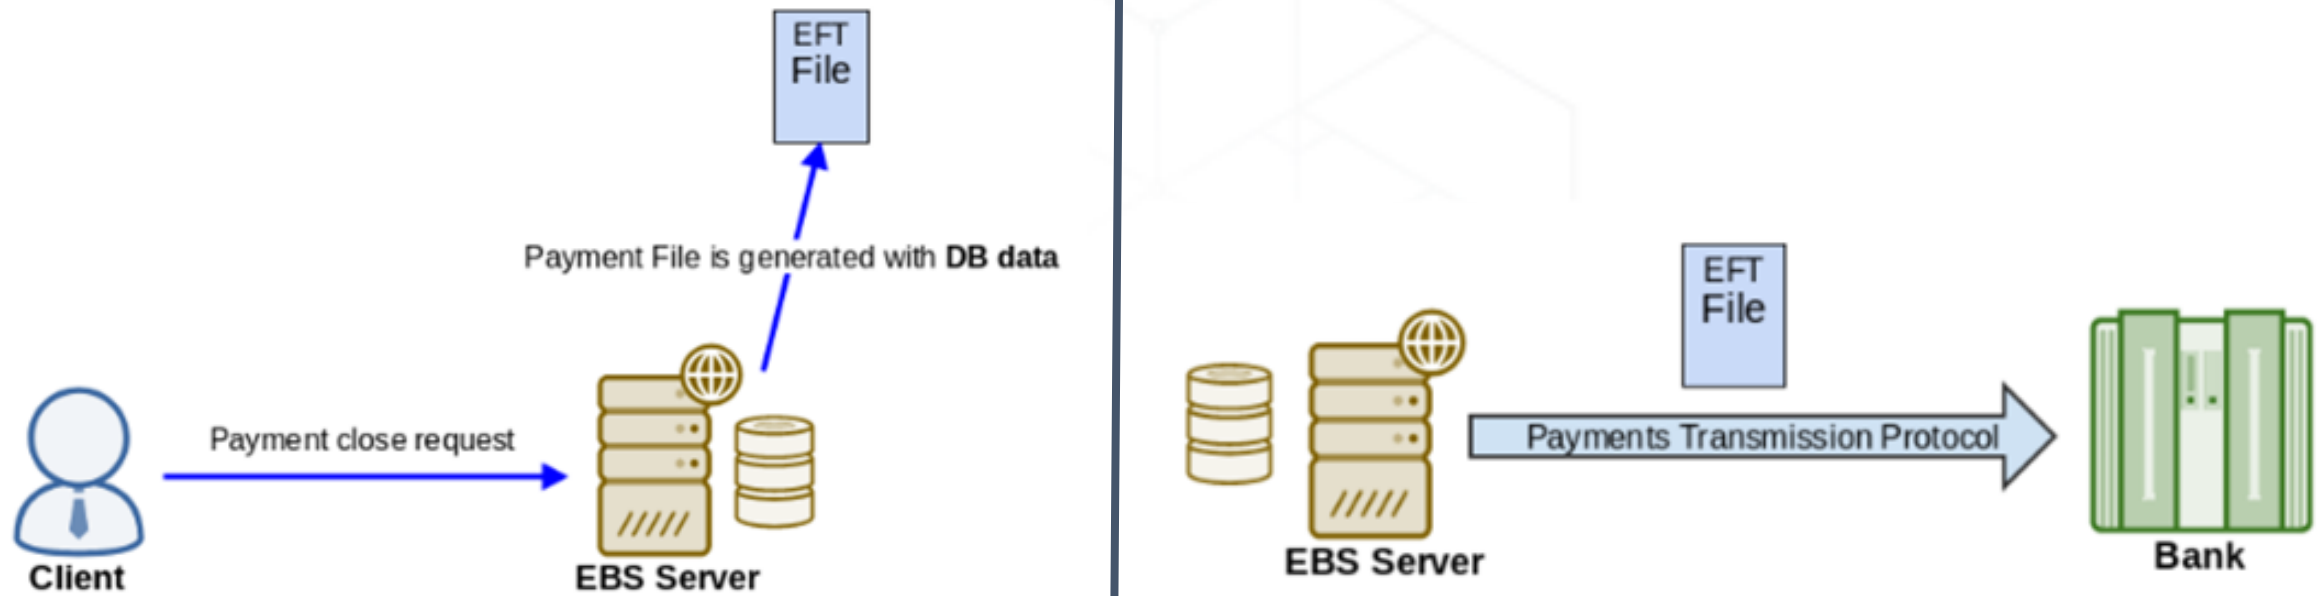 EFT
File
Payment File is generated with DB data
Payment close request
Client
EBS Server
EFT
File
Payments Transmission Protocol
EBS Server
Bank